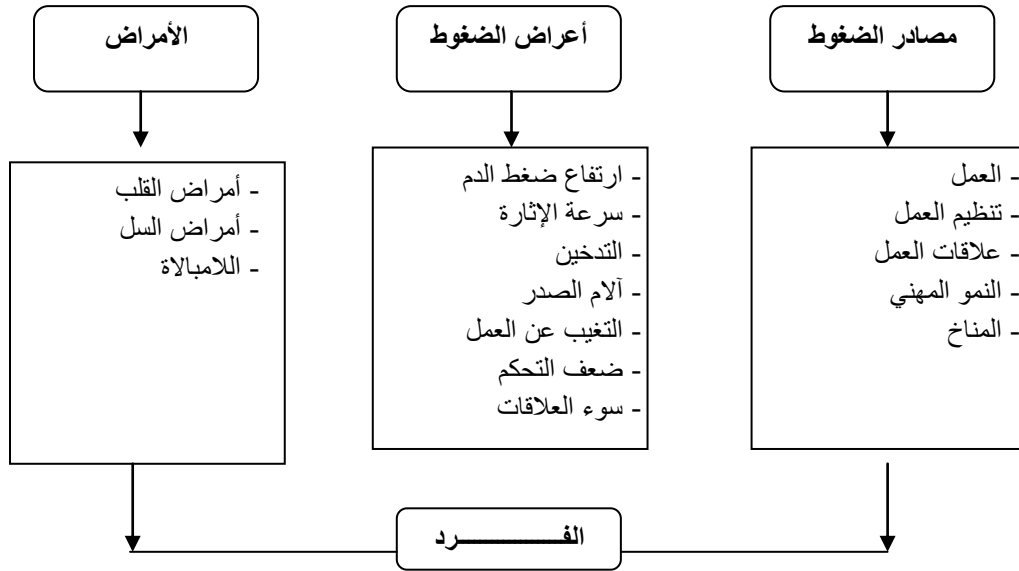 مصادر الضغوط
- العمل
- تنظيم العمل
- علاقات العمل
- النمو المهني
- المناخ
أعراض الضغوط
- ارتفاع ضغط الدم
- سرعة الإثارة
- التدخين
- آلام الصدر
- التغيب عن العمل
- ضعف التحكم
- سوء العلاقات
الأمراض
- أمراض القلب
- أمراض السل
- اللامبالاة
الفــــــــــرد